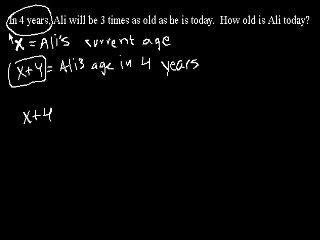 In 4 years, Ali will be 3 times as old as he is today. How old is Ali today?
x = Ali's current age
x+4 = Ali's age in 4 years
x+4